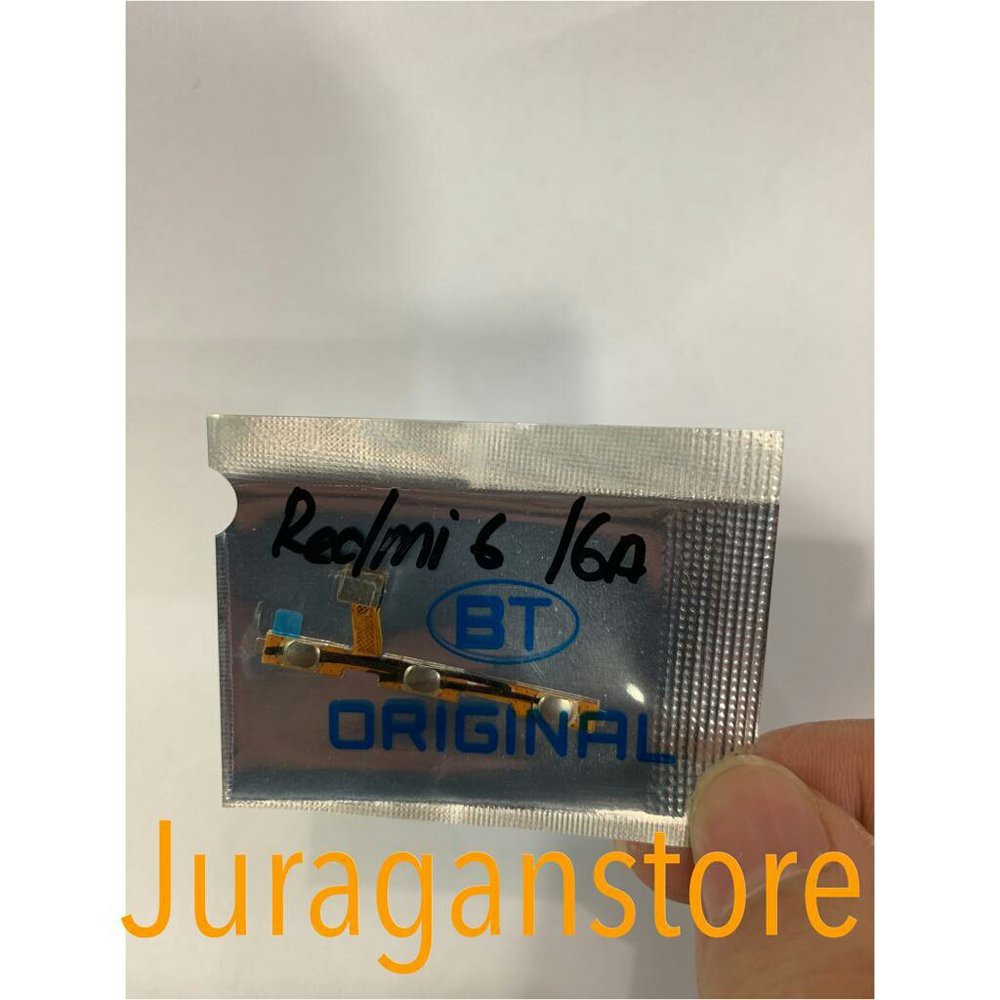 Redmi 6 /6A
BT
ORIGINAL
Juraganstore